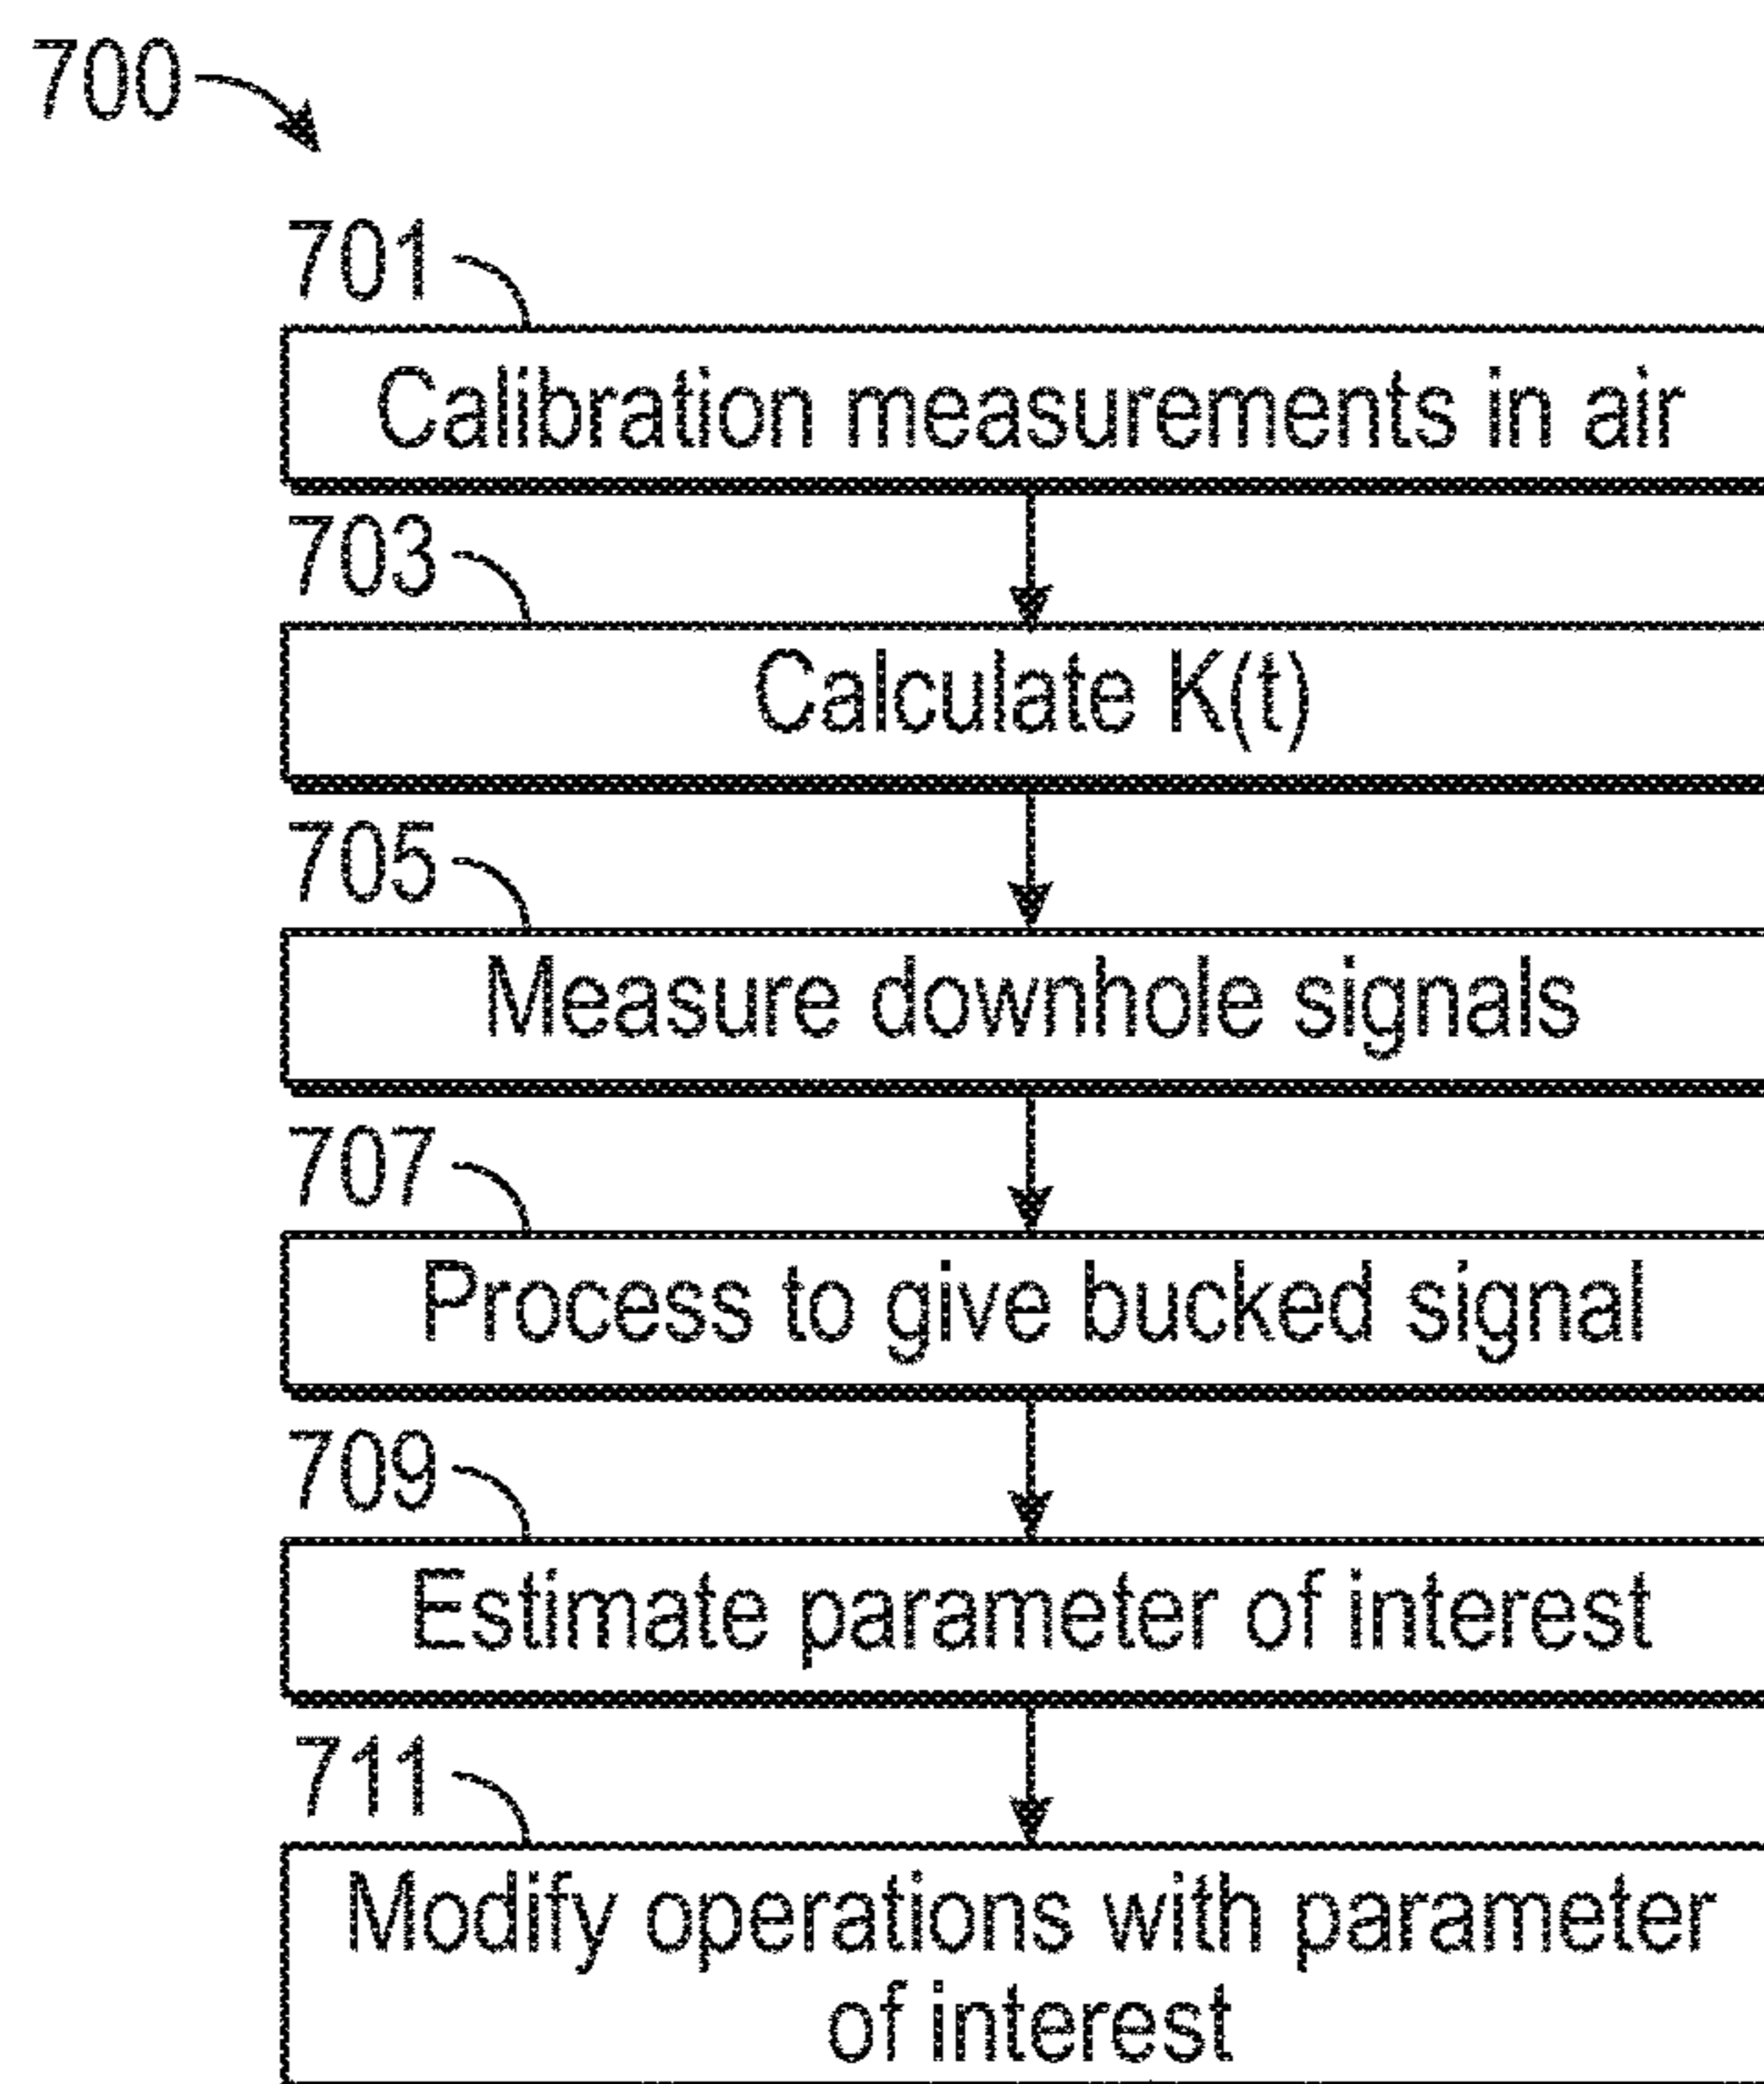 700
701
Calibration measurements in air
703
Calculate K(t)
705
Measure downhole signals
707
Process to give bucked signal
709
Estimate parameter of interest
711
Modify operations with parameter
of interest